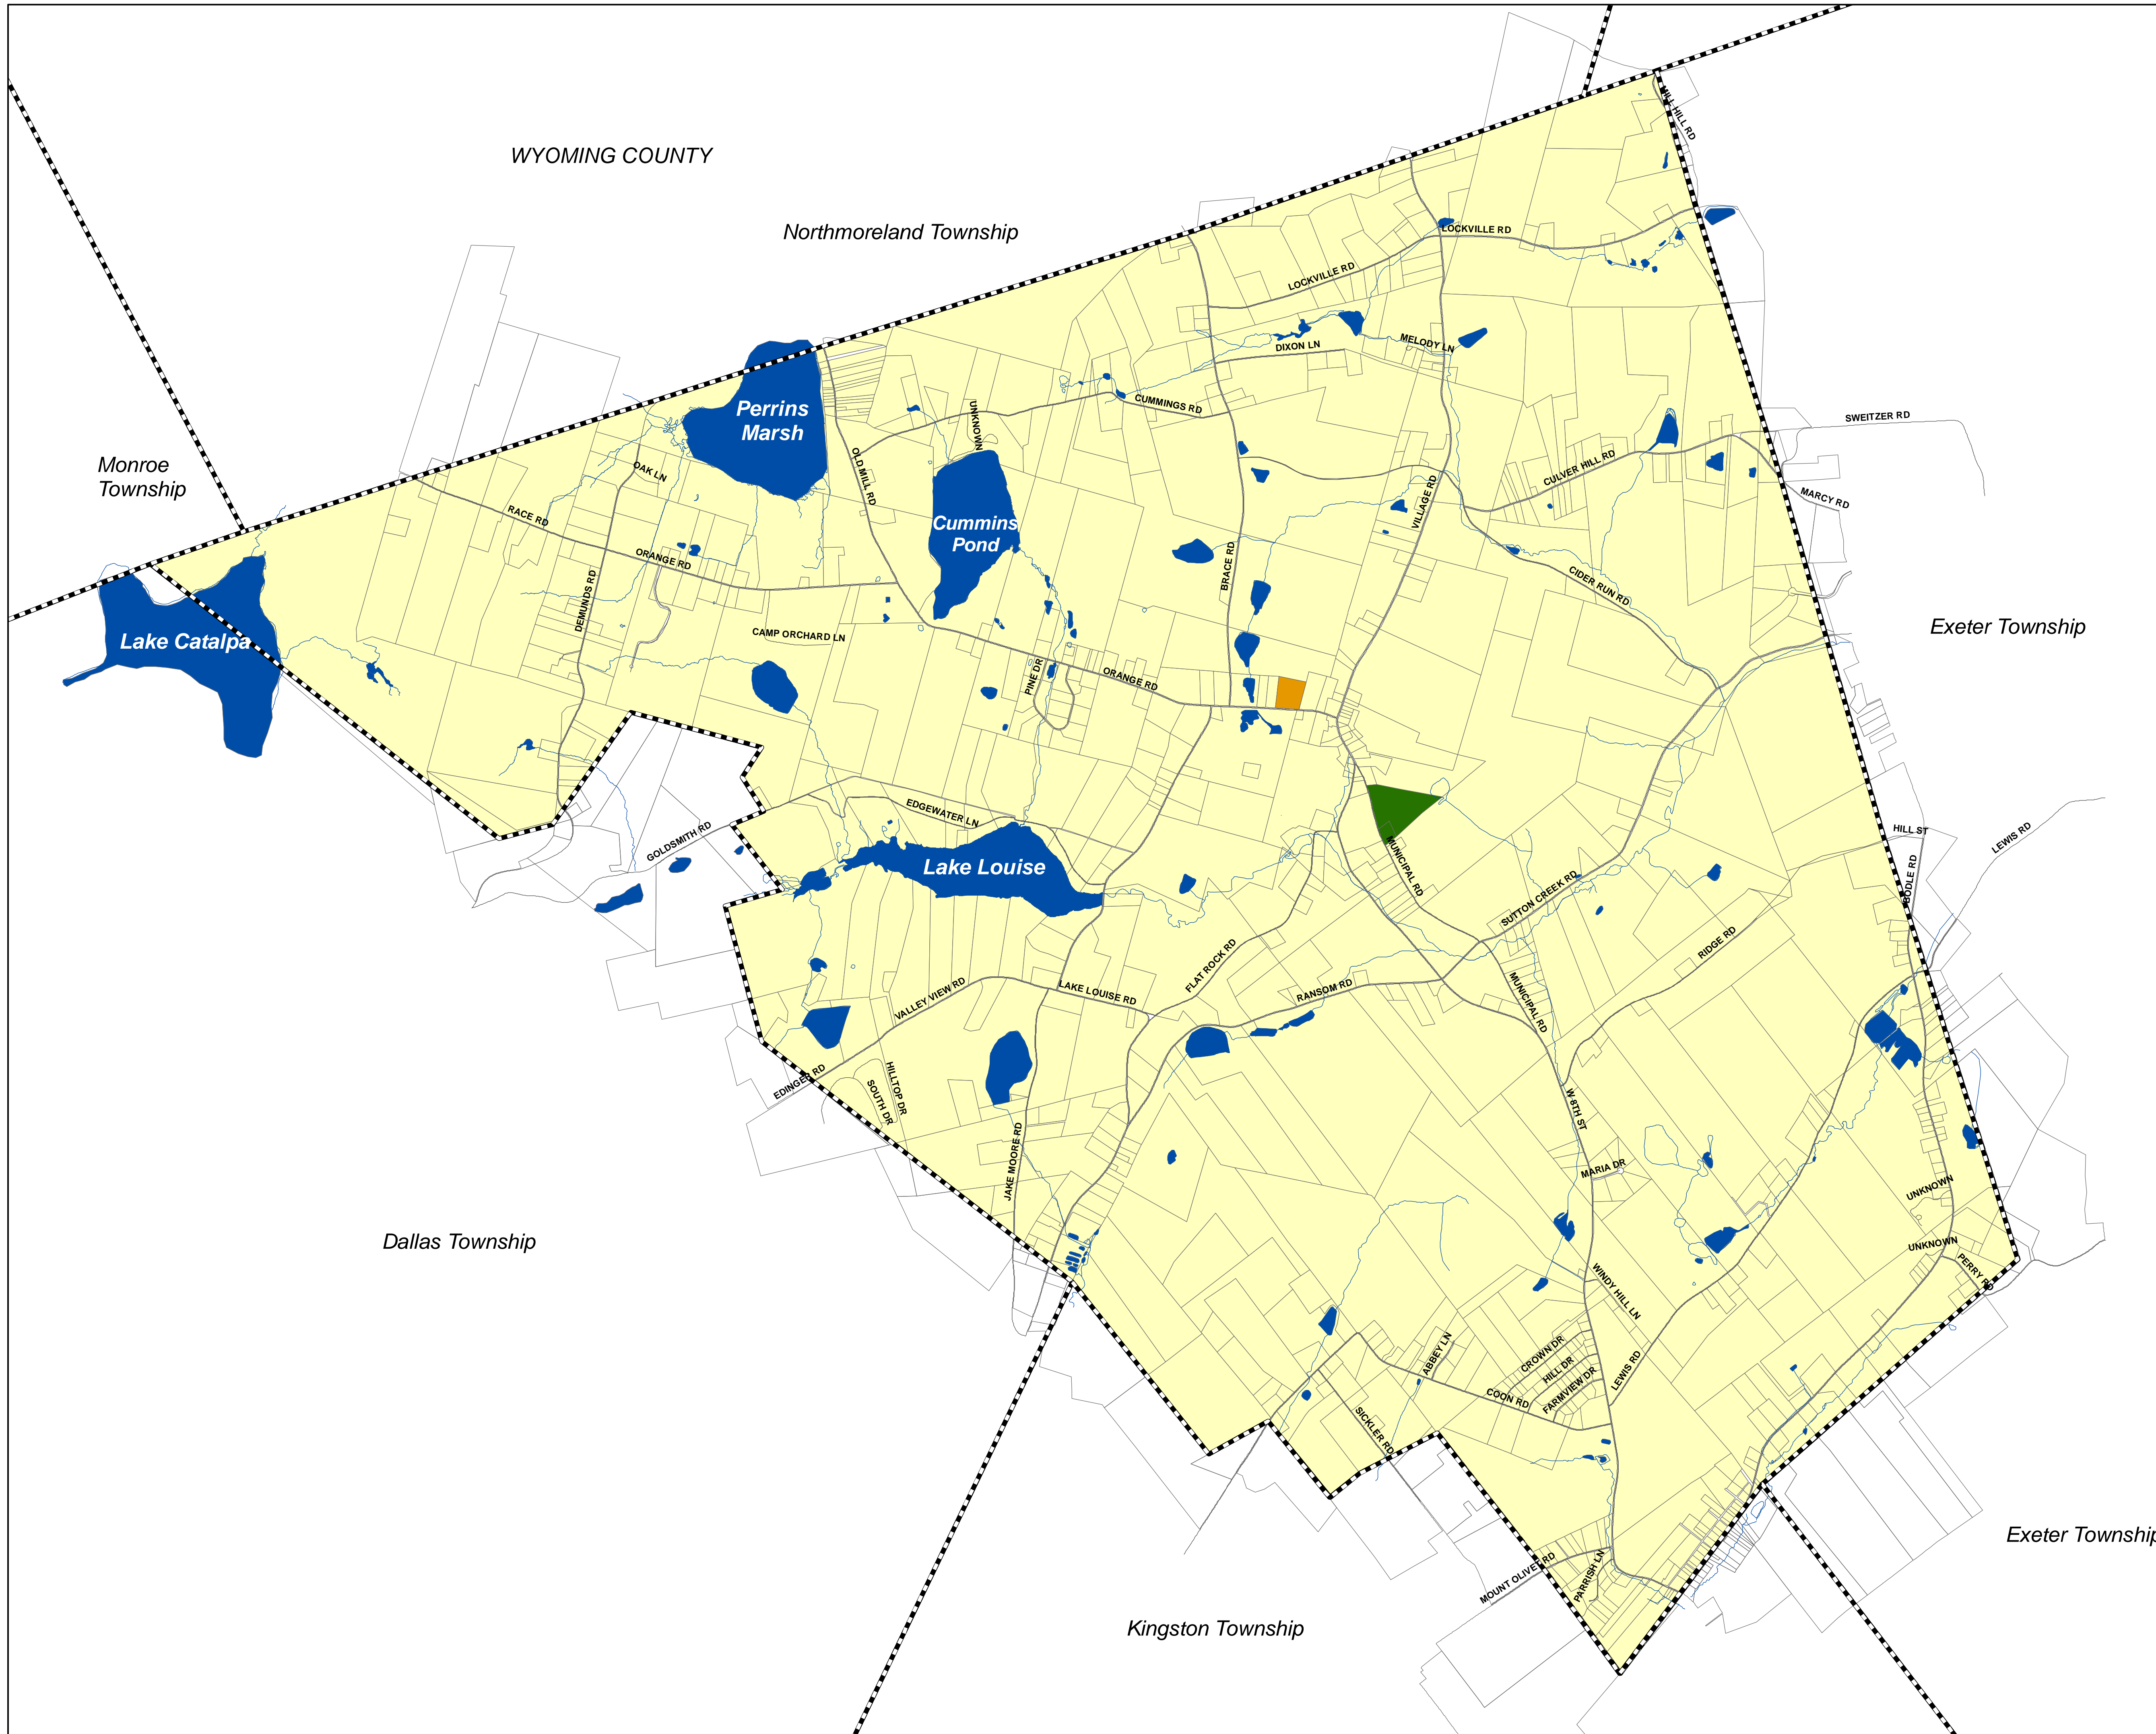 MILL HILL RD
WYOMING COUNTY
Northmoreland Township
LOCKVILLE RD
LOCKVILLE RD
MELODY LN
DIXON LN
CUMMINGS RD
UNKNOWN
Perrins
Marsh
SWEITZER RD
Monroe
Township
OAK LN
OLD MILL RD
CULVER HILL RD
VILLAGE RD
MARCY RD
RACE RD
Cummins
Pond
ORANGE RD
BRACE RD
CIDER RUN RD
DEMUNDS RD
Lake Catalpa
CAMP ORCHARD LN
Exeter Township
PINE DR
ORANGE RD
EDGEWATER LN
GOLDSMITH RD
HILL ST
LEWIS RD
Lake Louise
MUNICIPAL RD
BODLE RD
SUTTON CREEK RD
RIDGE RD
FLAT ROCK RD
VALLEY VIEW RD
LAKE LOUISE RD
RANSOM RD
MUNICIPAL RD
EDINGER RD
HILLTOP DR
SOUTH DR
W 8TH ST
JAKE MOORE RD
MARIA DR
UNKNOWN
Dallas Township
UNKNOWN
PERRY RD
WINDY HILL LN
ABBEY LN
CROWN DR
HILL DR
FARMVIEW DR
LEWIS RD
COON RD
SICKLER RD
Exeter Township
MOUNT OLIVET RD
PARRISH LN
Kingston Township